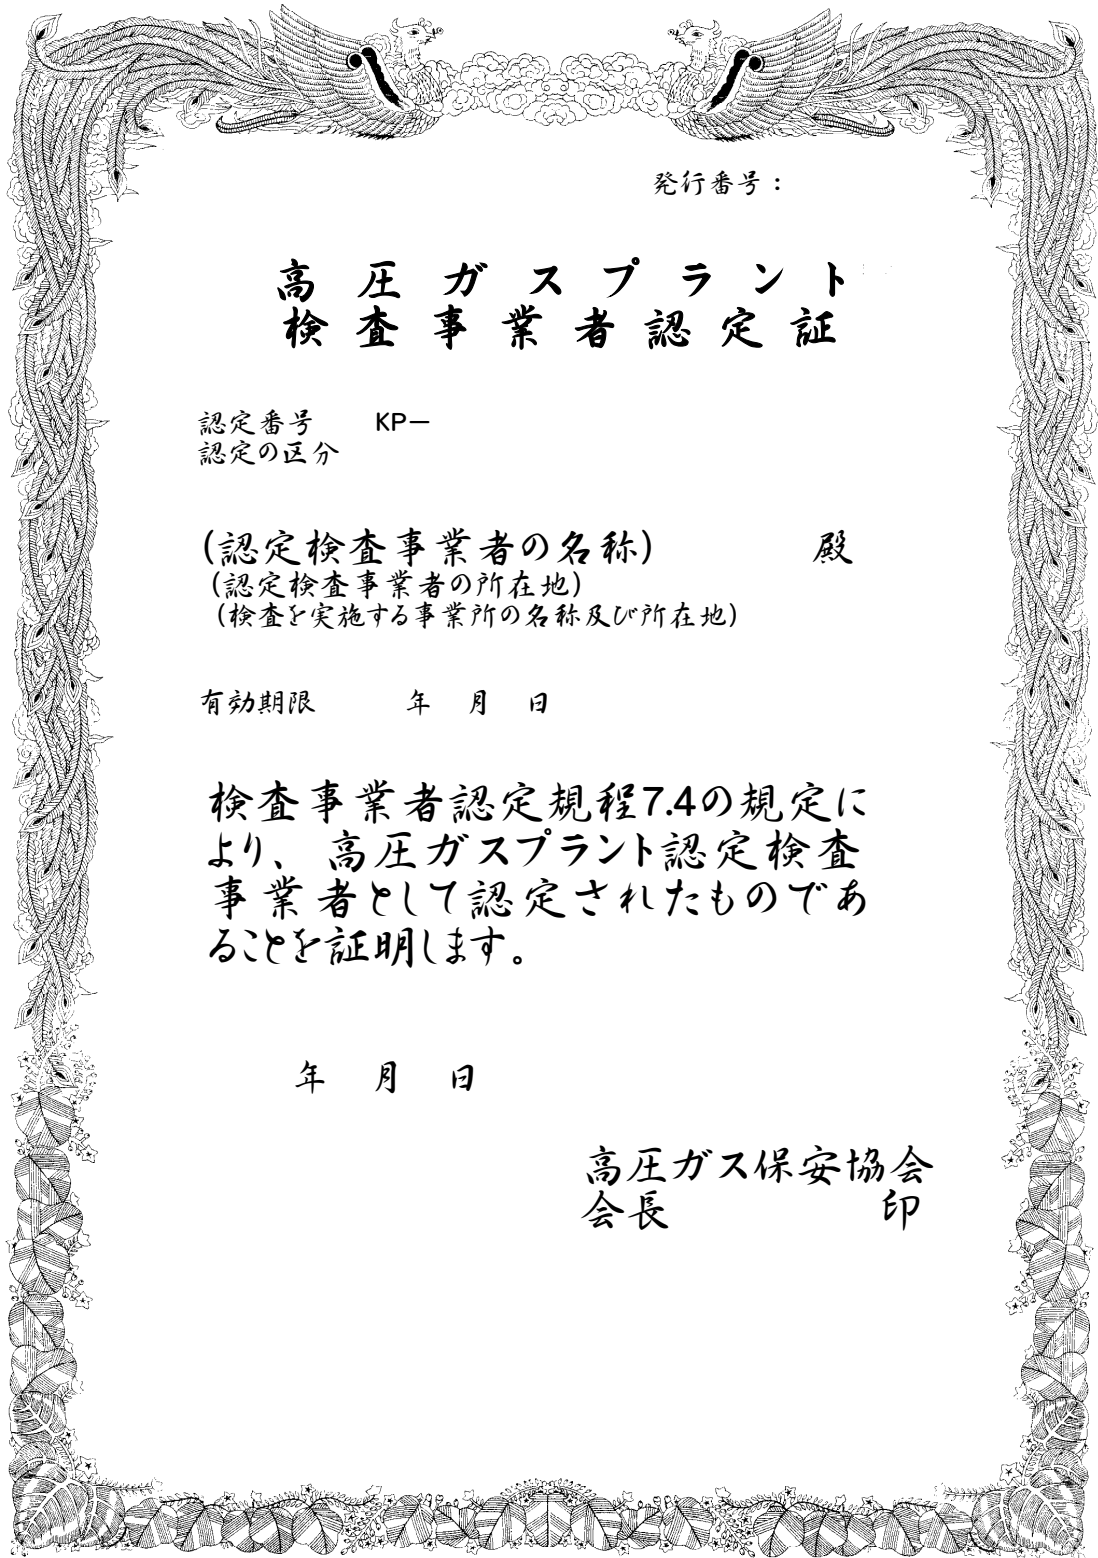 発行番号：
高圧ガスプラント
検査事業者認定証
認定番号　　KP－
認定の区分
(認定検査事業者の名称)　　　　殿
(認定検査事業者の所在地)
(検査を実施する事業所の名称及び所在地)
有効期限　　　年　月　日
検査事業者認定規程7.4の規定に
より、高圧ガスプラント認定検査
事業者として認定されたものであ
ることを証明します。
年　月　日
高圧ガス保安協会
会長　　　　　印